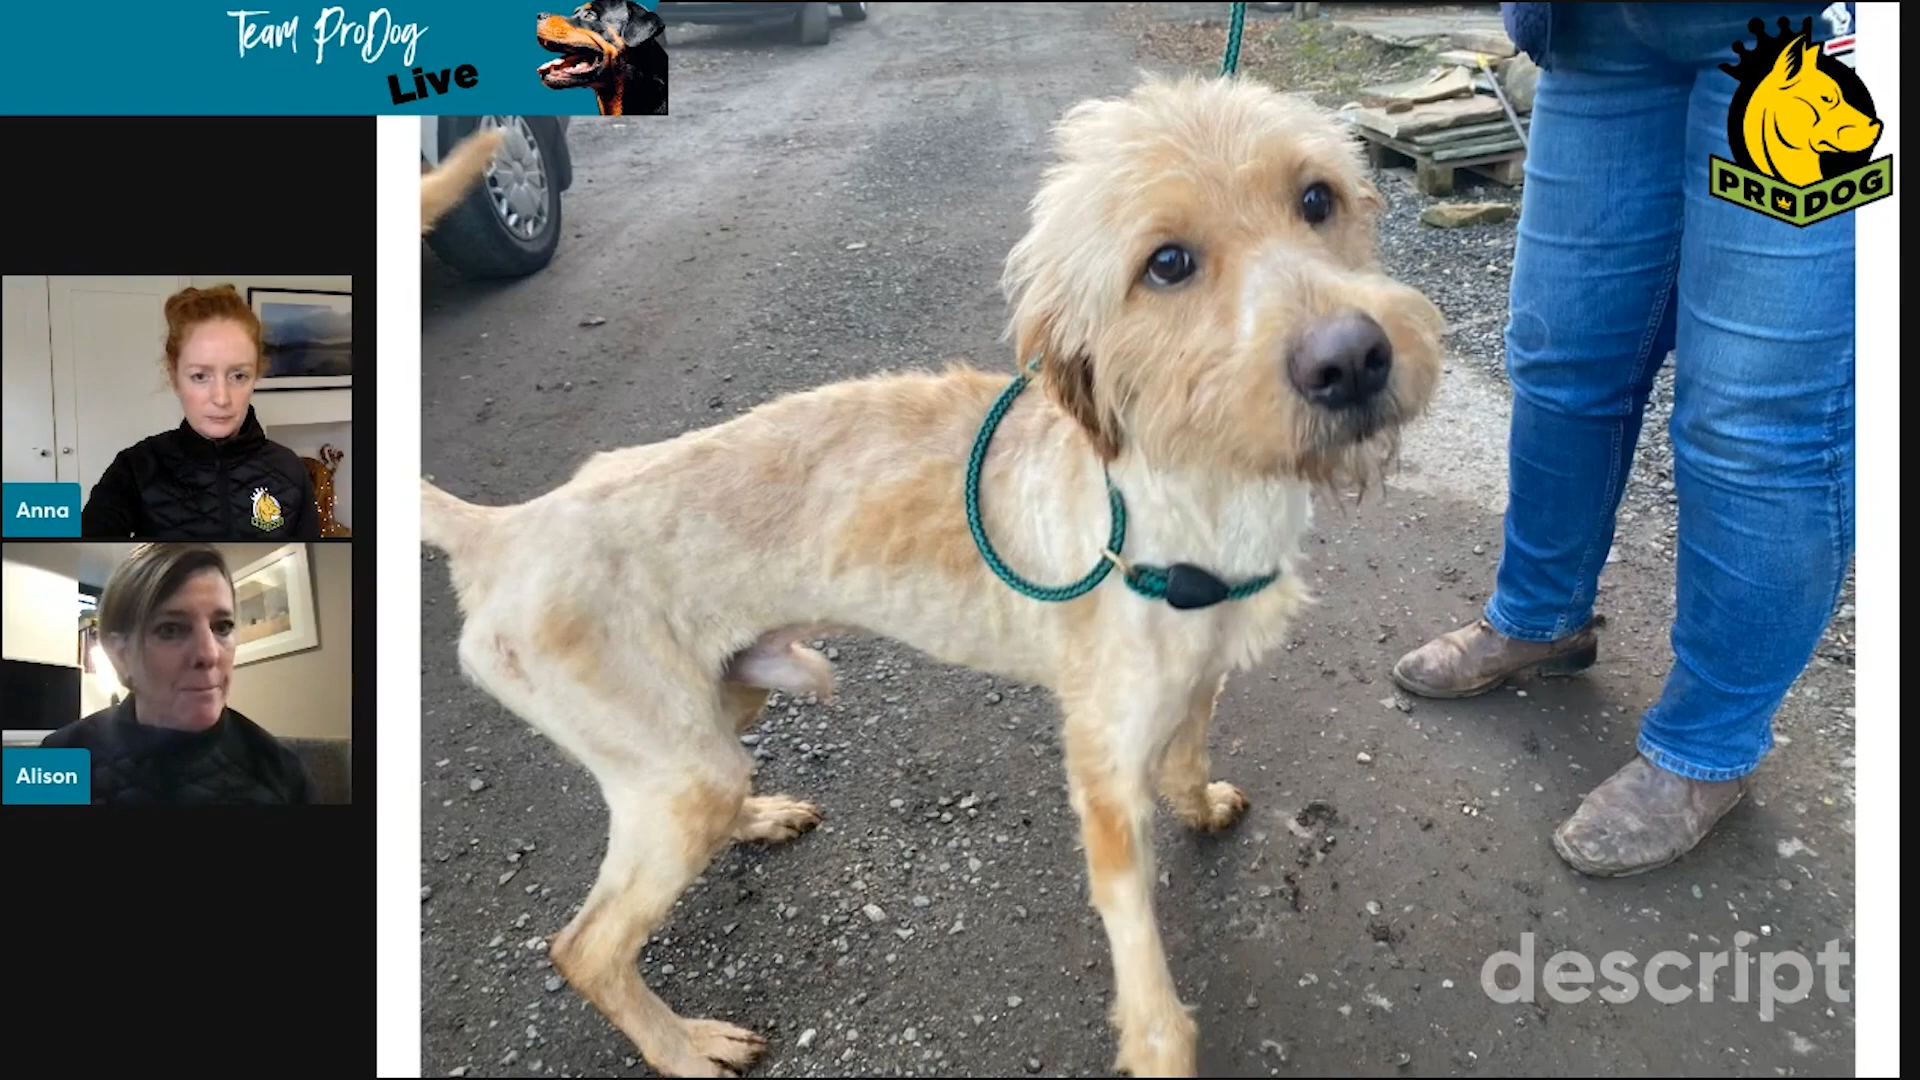 Team ProDog
Live
PRODOG
Anna
Alison
descript